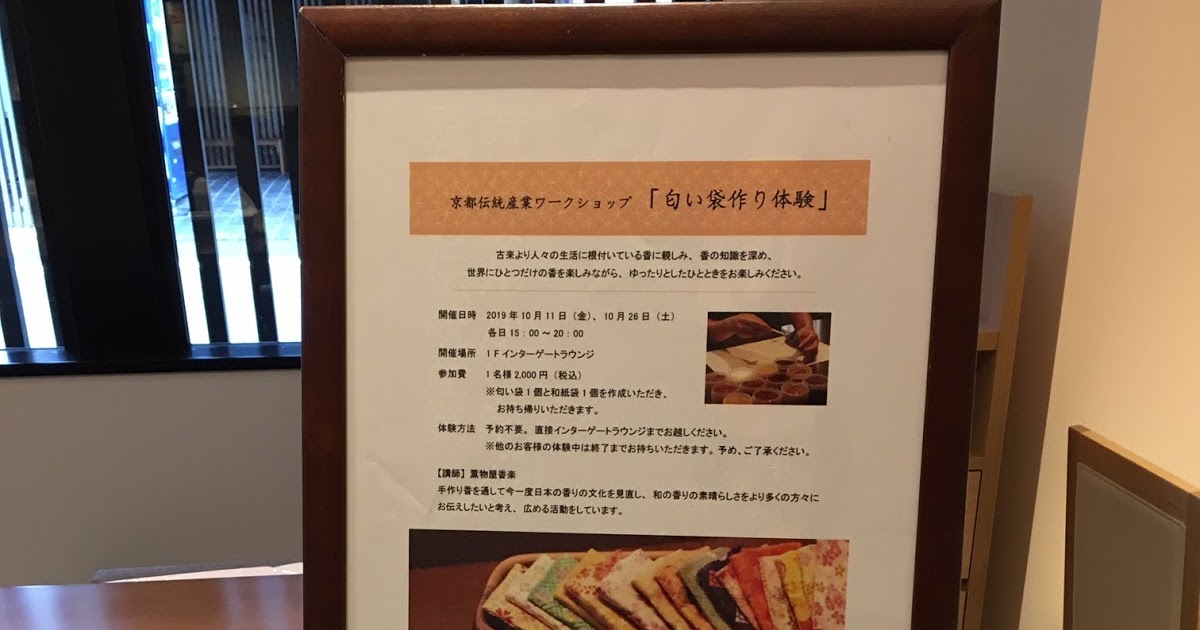 京都伝統産業ワークショップ 「匂い袋作り体験」
古来より人々の生活に根付いている香に親しみ、香の知識を深め、
世界にひとつだけの香を楽しみながら、ゆったりとしたひとときをお楽しみください。
開催日時 2019年10月11日（金）、10月26日（土）
各日15：00～20：00
開催場所 1Fインターゲートラウンジ
参加費 1名様2,000円（税込）
※匂い袋1個と和紙袋1個を作成いただき、
お持ち帰りいただきます。
体験方法 予約不要。直接インターゲートラウンジまでお越しください。
※他のお客様の体験中は終了までお待ちいただきます。予め、ご了承ください。
【講師】薫物屋香楽
手作り香を通して今一度日本の香りの文化を見直し、和の香りの素晴らしさをより多くの方々に
お伝えしたいと考え、広める活動をしています。